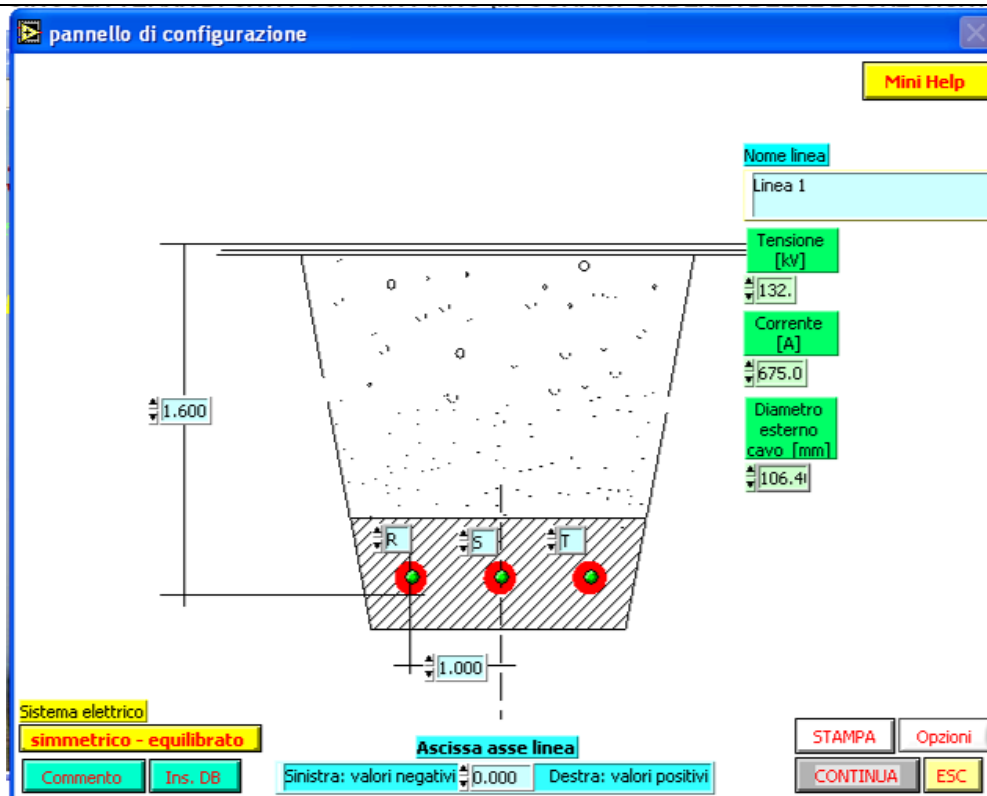 pannello di configurazione
Mini Help
Nome linea
Linea 1
Tensione
[kV]
132.
Corrente
[A]
675.0
Diametro
esterno
cavo [mm]
1.600
R
S
T
1.000
Sistema elettrico
simmetrico - equilibrato
Commento
Ins. DB
Ascissa asse linea
Sinistra: valori negativi
0.000
Destra: valori positivi
STAMPA
Opzioni
CONTINUA
ESC